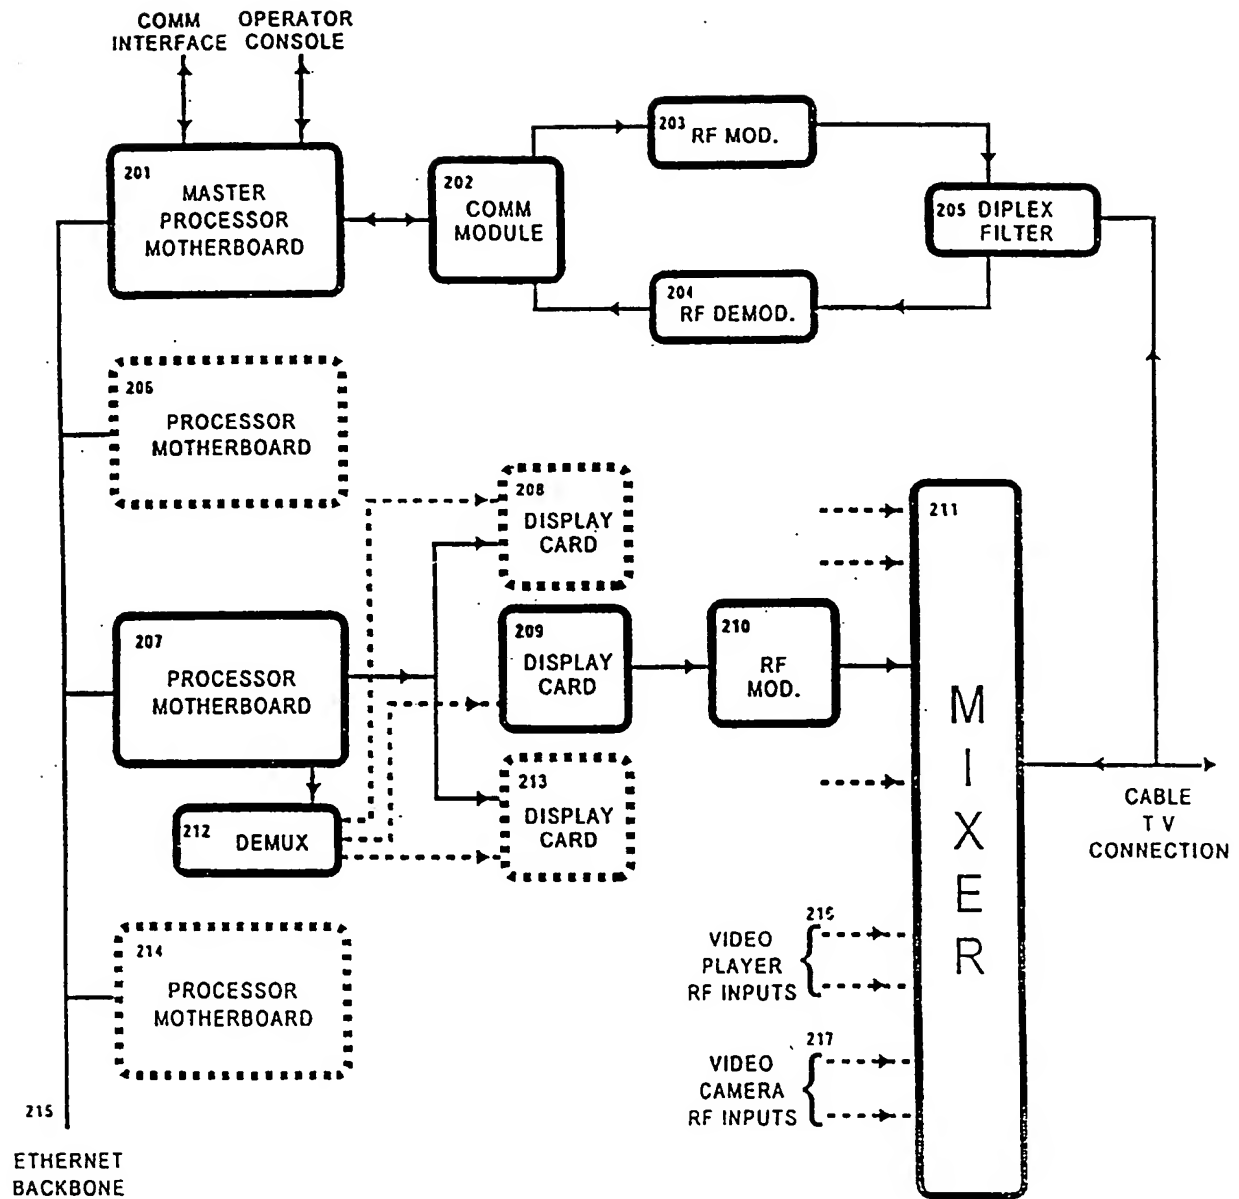 COMM INTERFACE
OPERATOR CONSOLE
201
MASTER
PROCESSOR
MOTHERBOARD
202
COMM
MODULE
203 RF MOD.
204
RF DEMOD.
205 DIPLEX
FILTER
206
PROCESSOR
MOTHERBOARD
207
PROCESSOR
MOTHERBOARD
208
DISPLAY
CARD
209
DISPLAY
CARD
210
RF
MOD.
211
MIXER
212 DEMUX
213
DISPLAY
CARD
CABLE
TV
CONNECTION
214
PROCESSOR
MOTHERBOARD
216
VIDEO
PLAYER
RF INPUTS
217
VIDEO
CAMERA
RF INPUTS
215
ETHERNET
BACKBONE